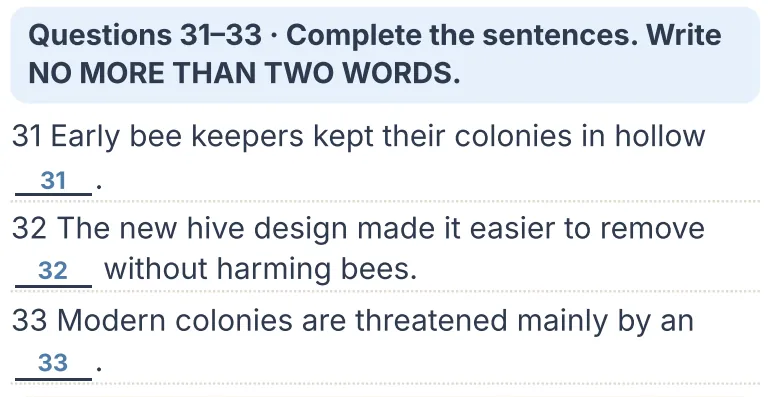 Questions 31–33 · Complete the sentences. Write
NO MORE THAN TWO WORDS.
31 Early bee keepers kept their colonies in hollow
31 .
32 The new hive design made it easier to remove
32 without harming bees.
33 Modern colonies are threatened mainly by an
33 .